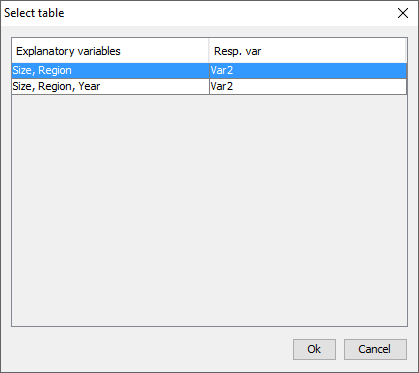 Select table
Explanatory variables Resp. var
Size, Region Var2
Size, Region, Year Var2
Ok Cancel